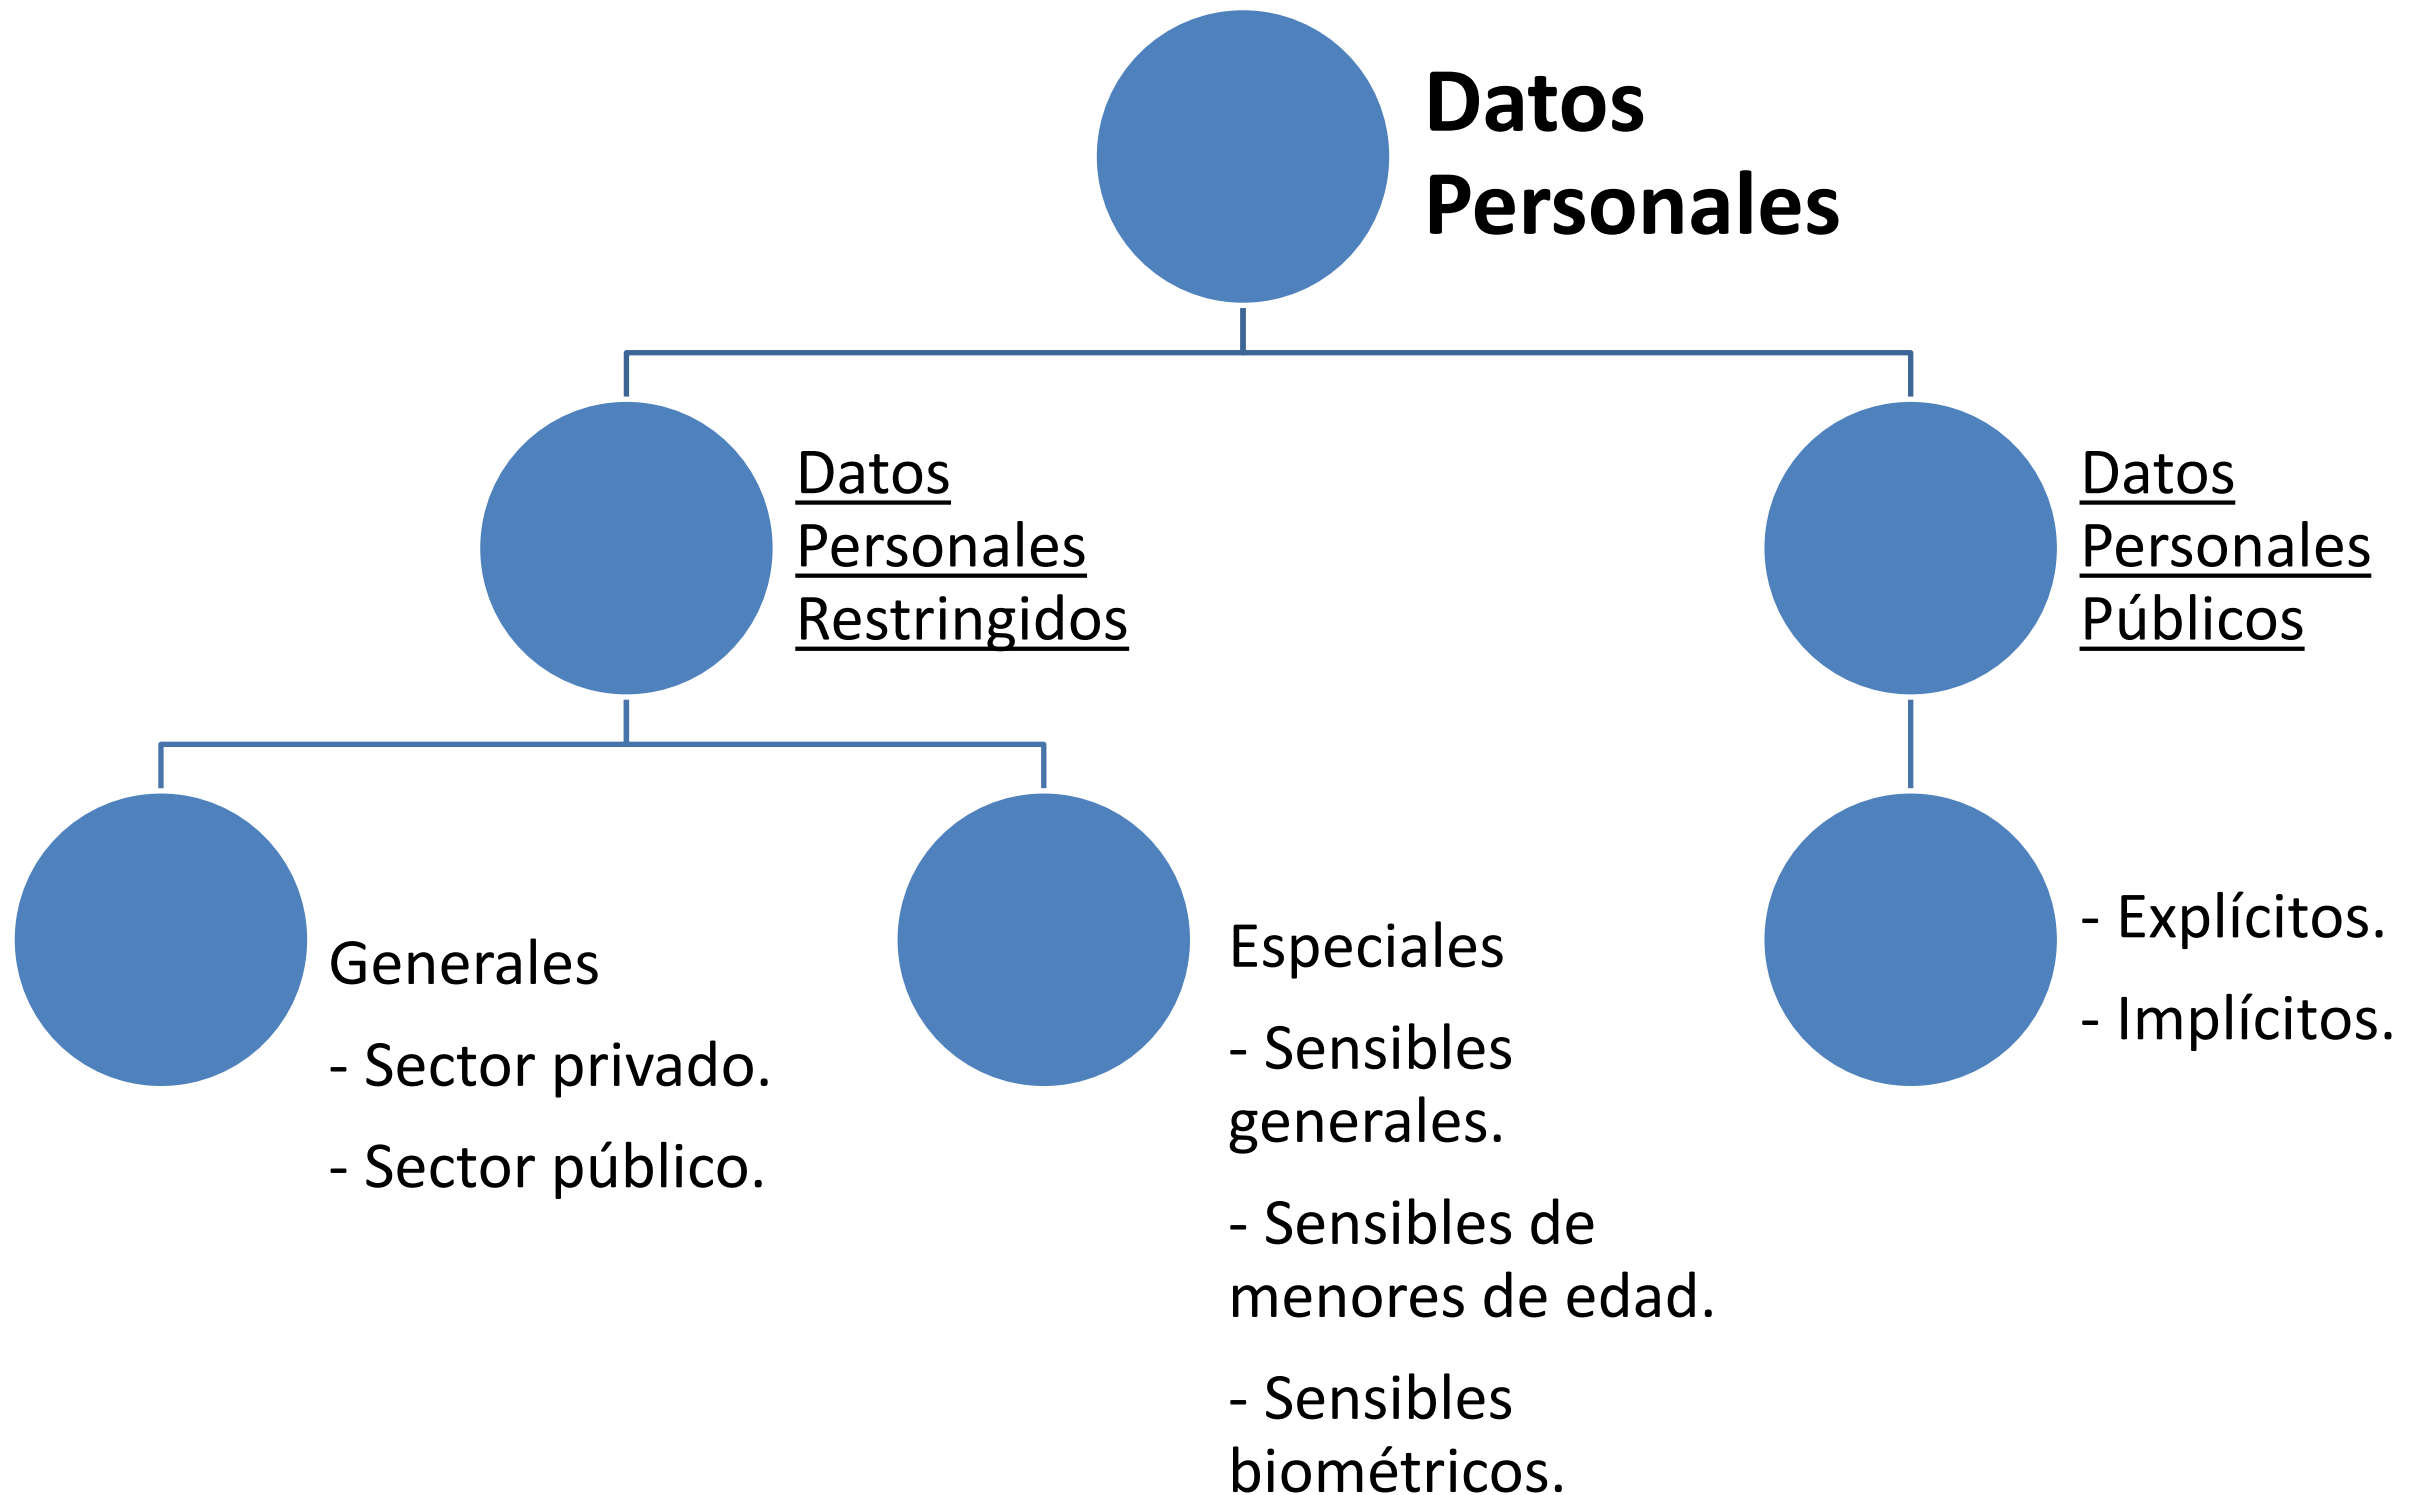 Datos
Personales
Datos
Personales
Restringidos
Datos
Personales
Públicos
Generales
- Sector privado.
- Sector público.
Especiales
- Sensibles
generales.
- Sensibles de
menores de edad.
- Sensibles
biométricos.
- Explícitos.
- Implícitos.